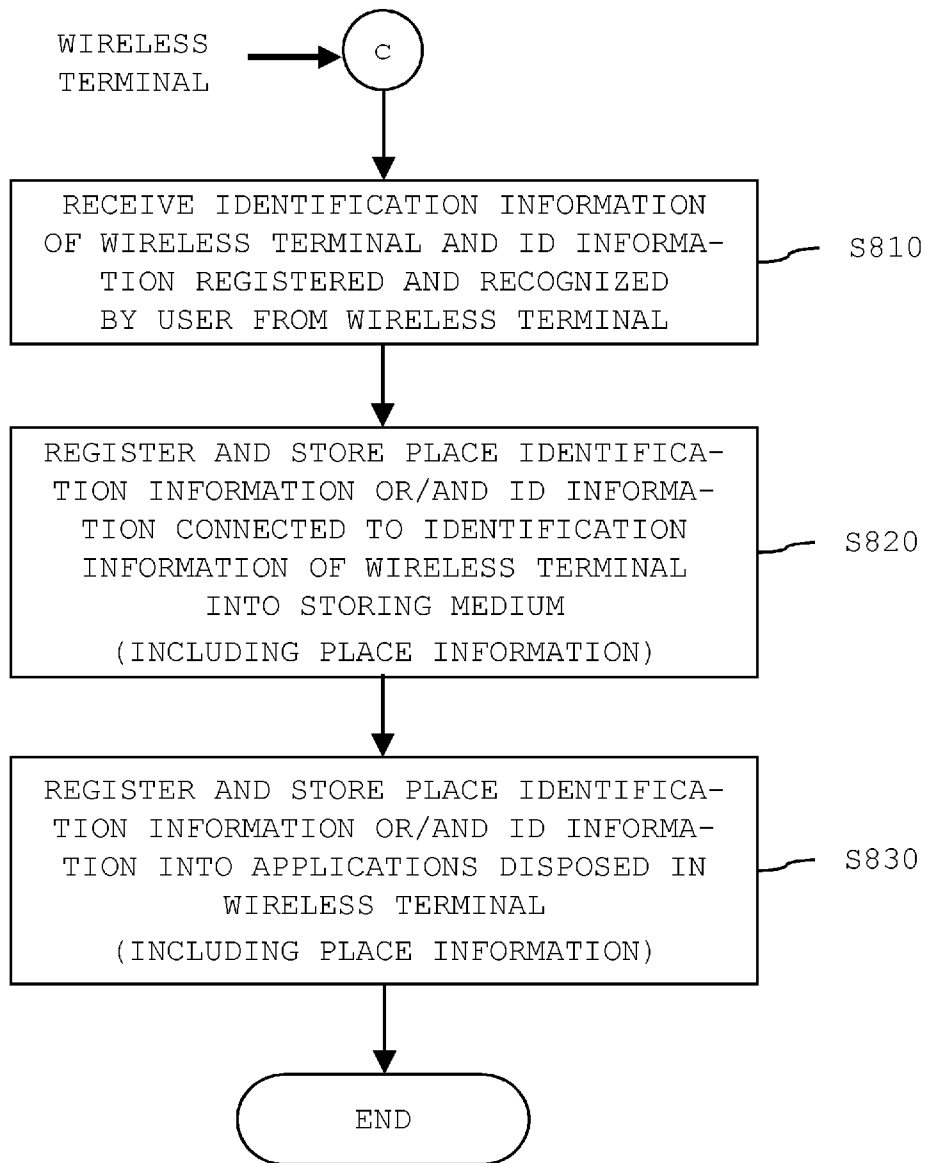 WIRELESS
TERMINAL
C
RECEIVE IDENTIFICATION INFORMATION
OF WIRELESS TERMINAL AND ID INFORMA-
TION REGISTERED AND RECOGNIZED
BY USER FROM WIRELESS TERMINAL
S810
REGISTER AND STORE PLACE IDENTIFICA-
TION INFORMATION OR/AND ID INFORMA-
TION CONNECTED TO IDENTIFICATION
INFORMATION OF WIRELESS TERMINAL
INTO STORING MEDIUM
(INCLUDING PLACE INFORMATION)
S820
REGISTER AND STORE PLACE IDENTIFICA-
TION INFORMATION OR/AND ID INFORMA-
TION INTO APPLICATIONS DISPOSED IN
WIRELESS TERMINAL
(INCLUDING PLACE INFORMATION)
S830
END